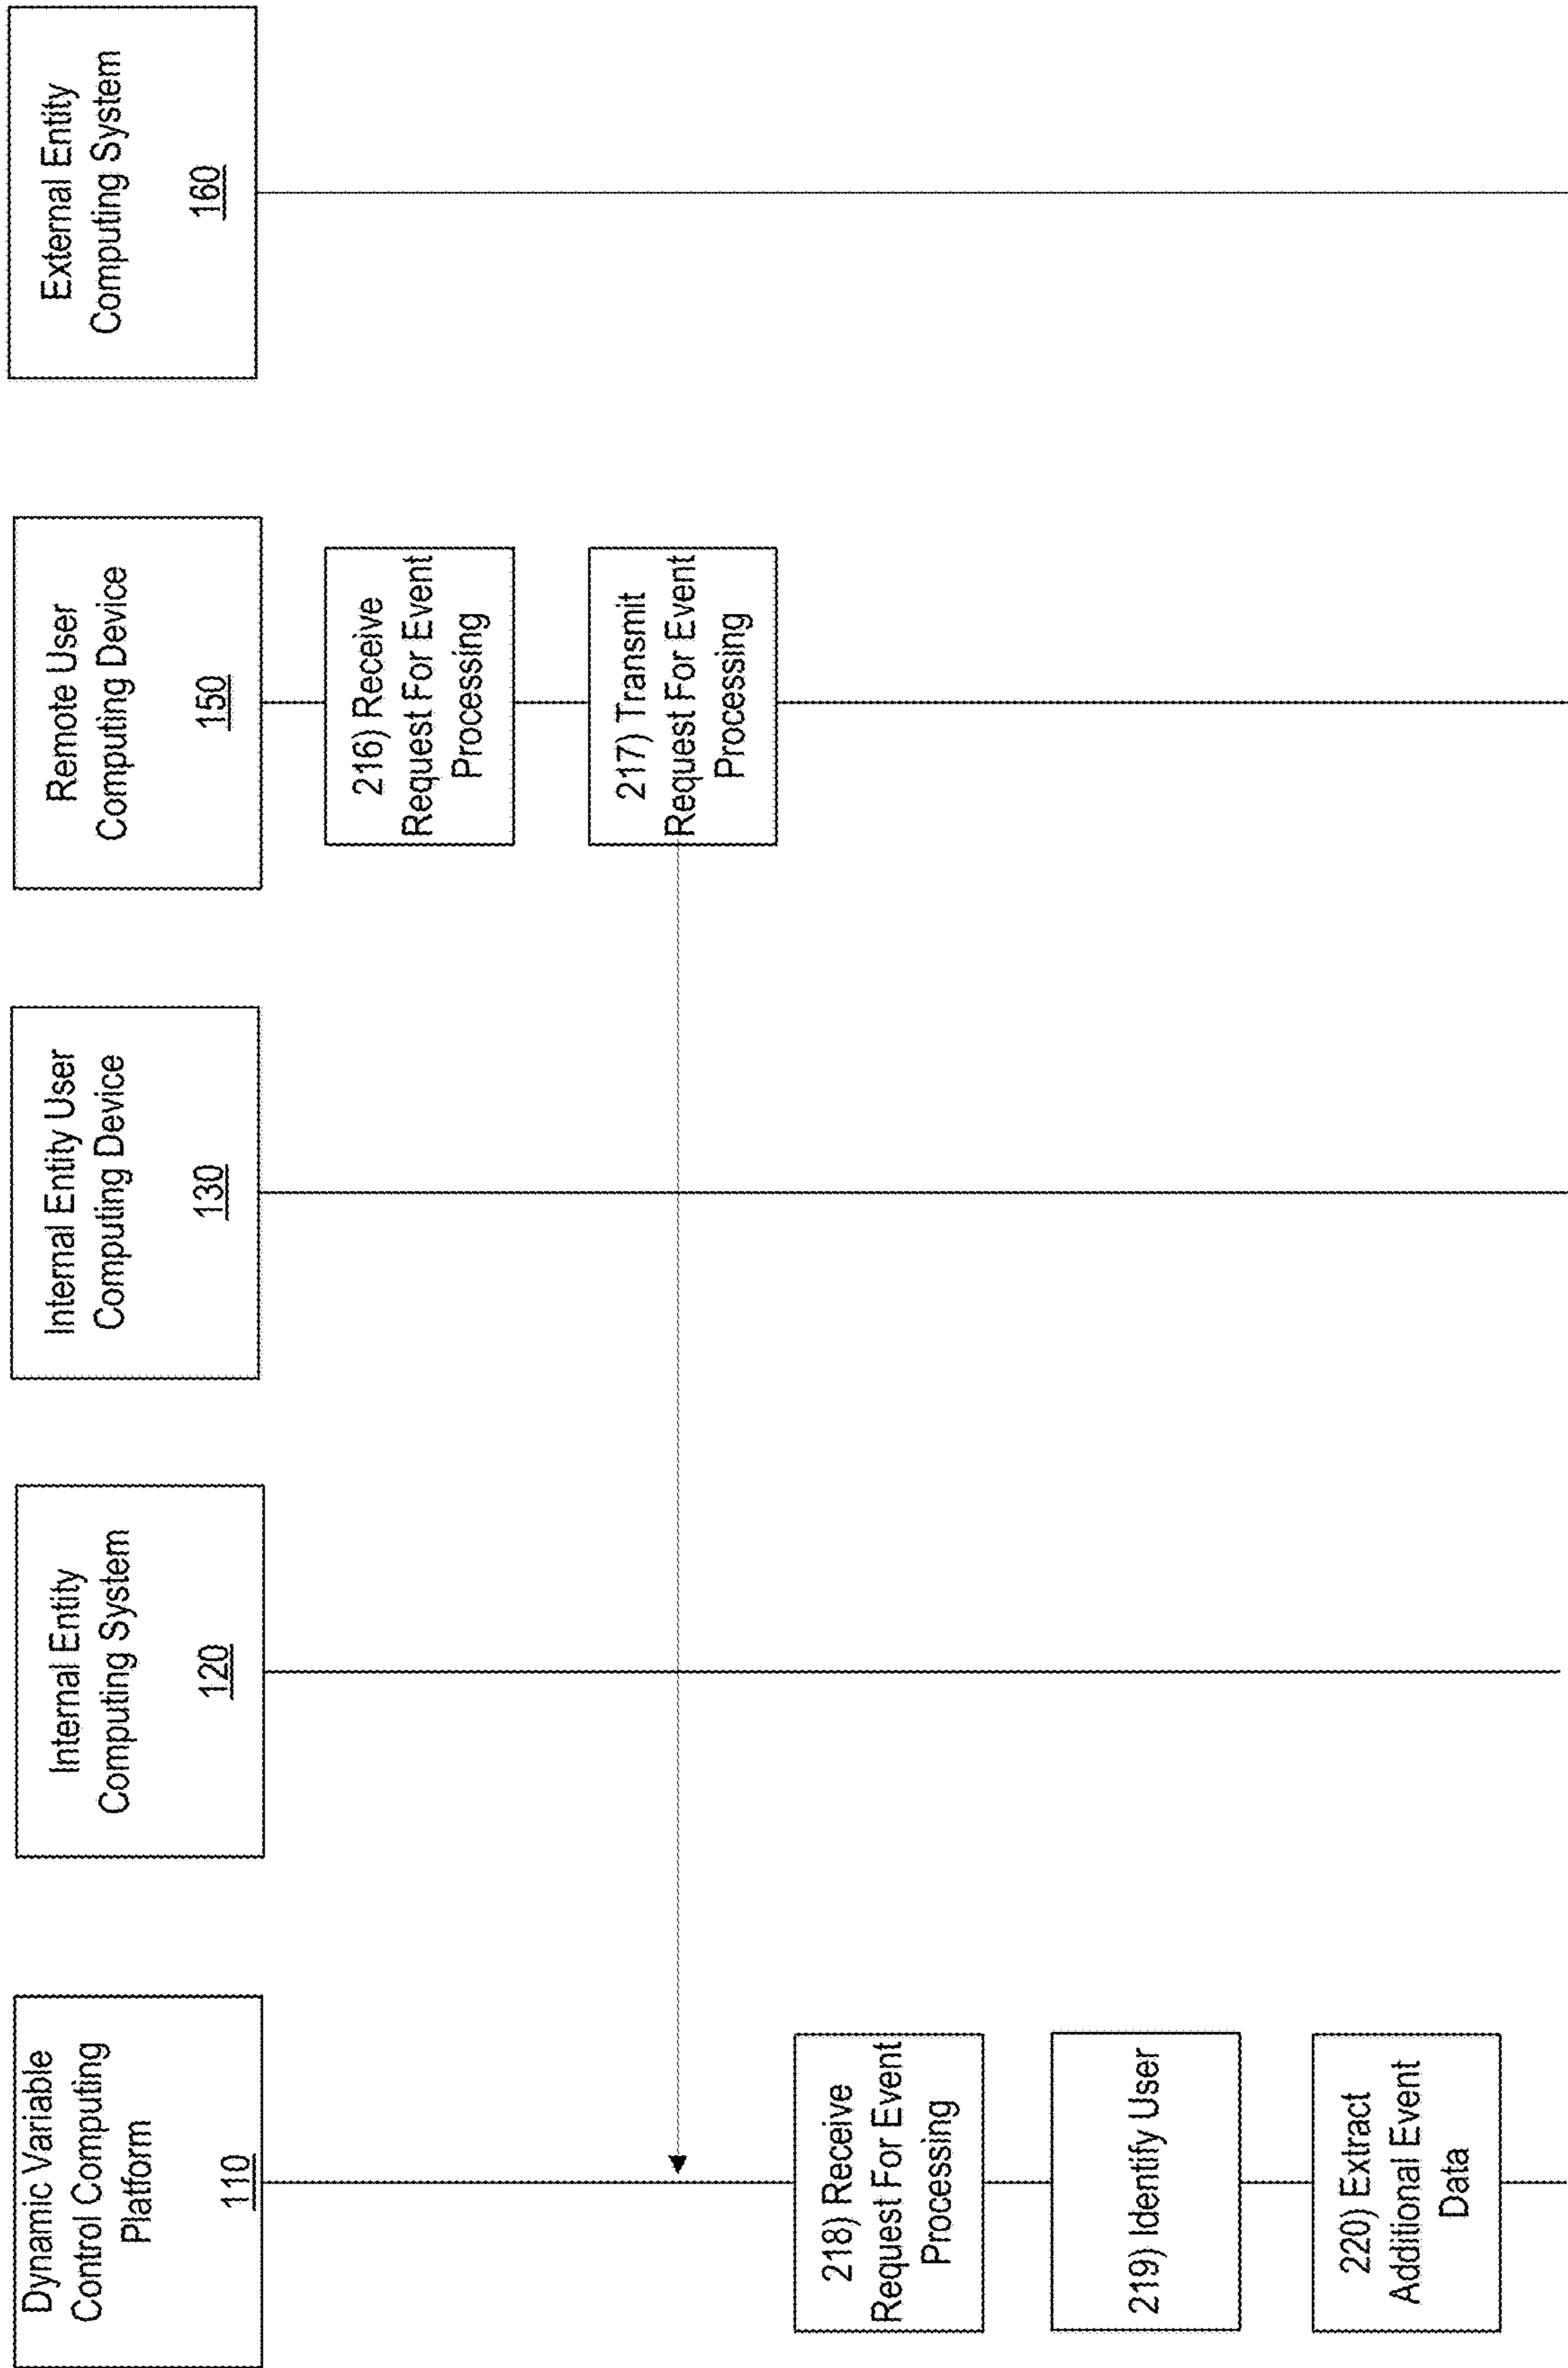 Dynamic Variable
Control Computing
Platform
110
Internal Entity
Computing System
120
Internal Entity User
Computing Device
130
Remote User
Computing Device
150
External Entity
Computing System
160
216) Receive
Request For Event
Processing
217) Transmit
Request For Event
Processing
218) Receive
Request For Event
Processing
219) Identify User
220) Extract
Additional Event
Data